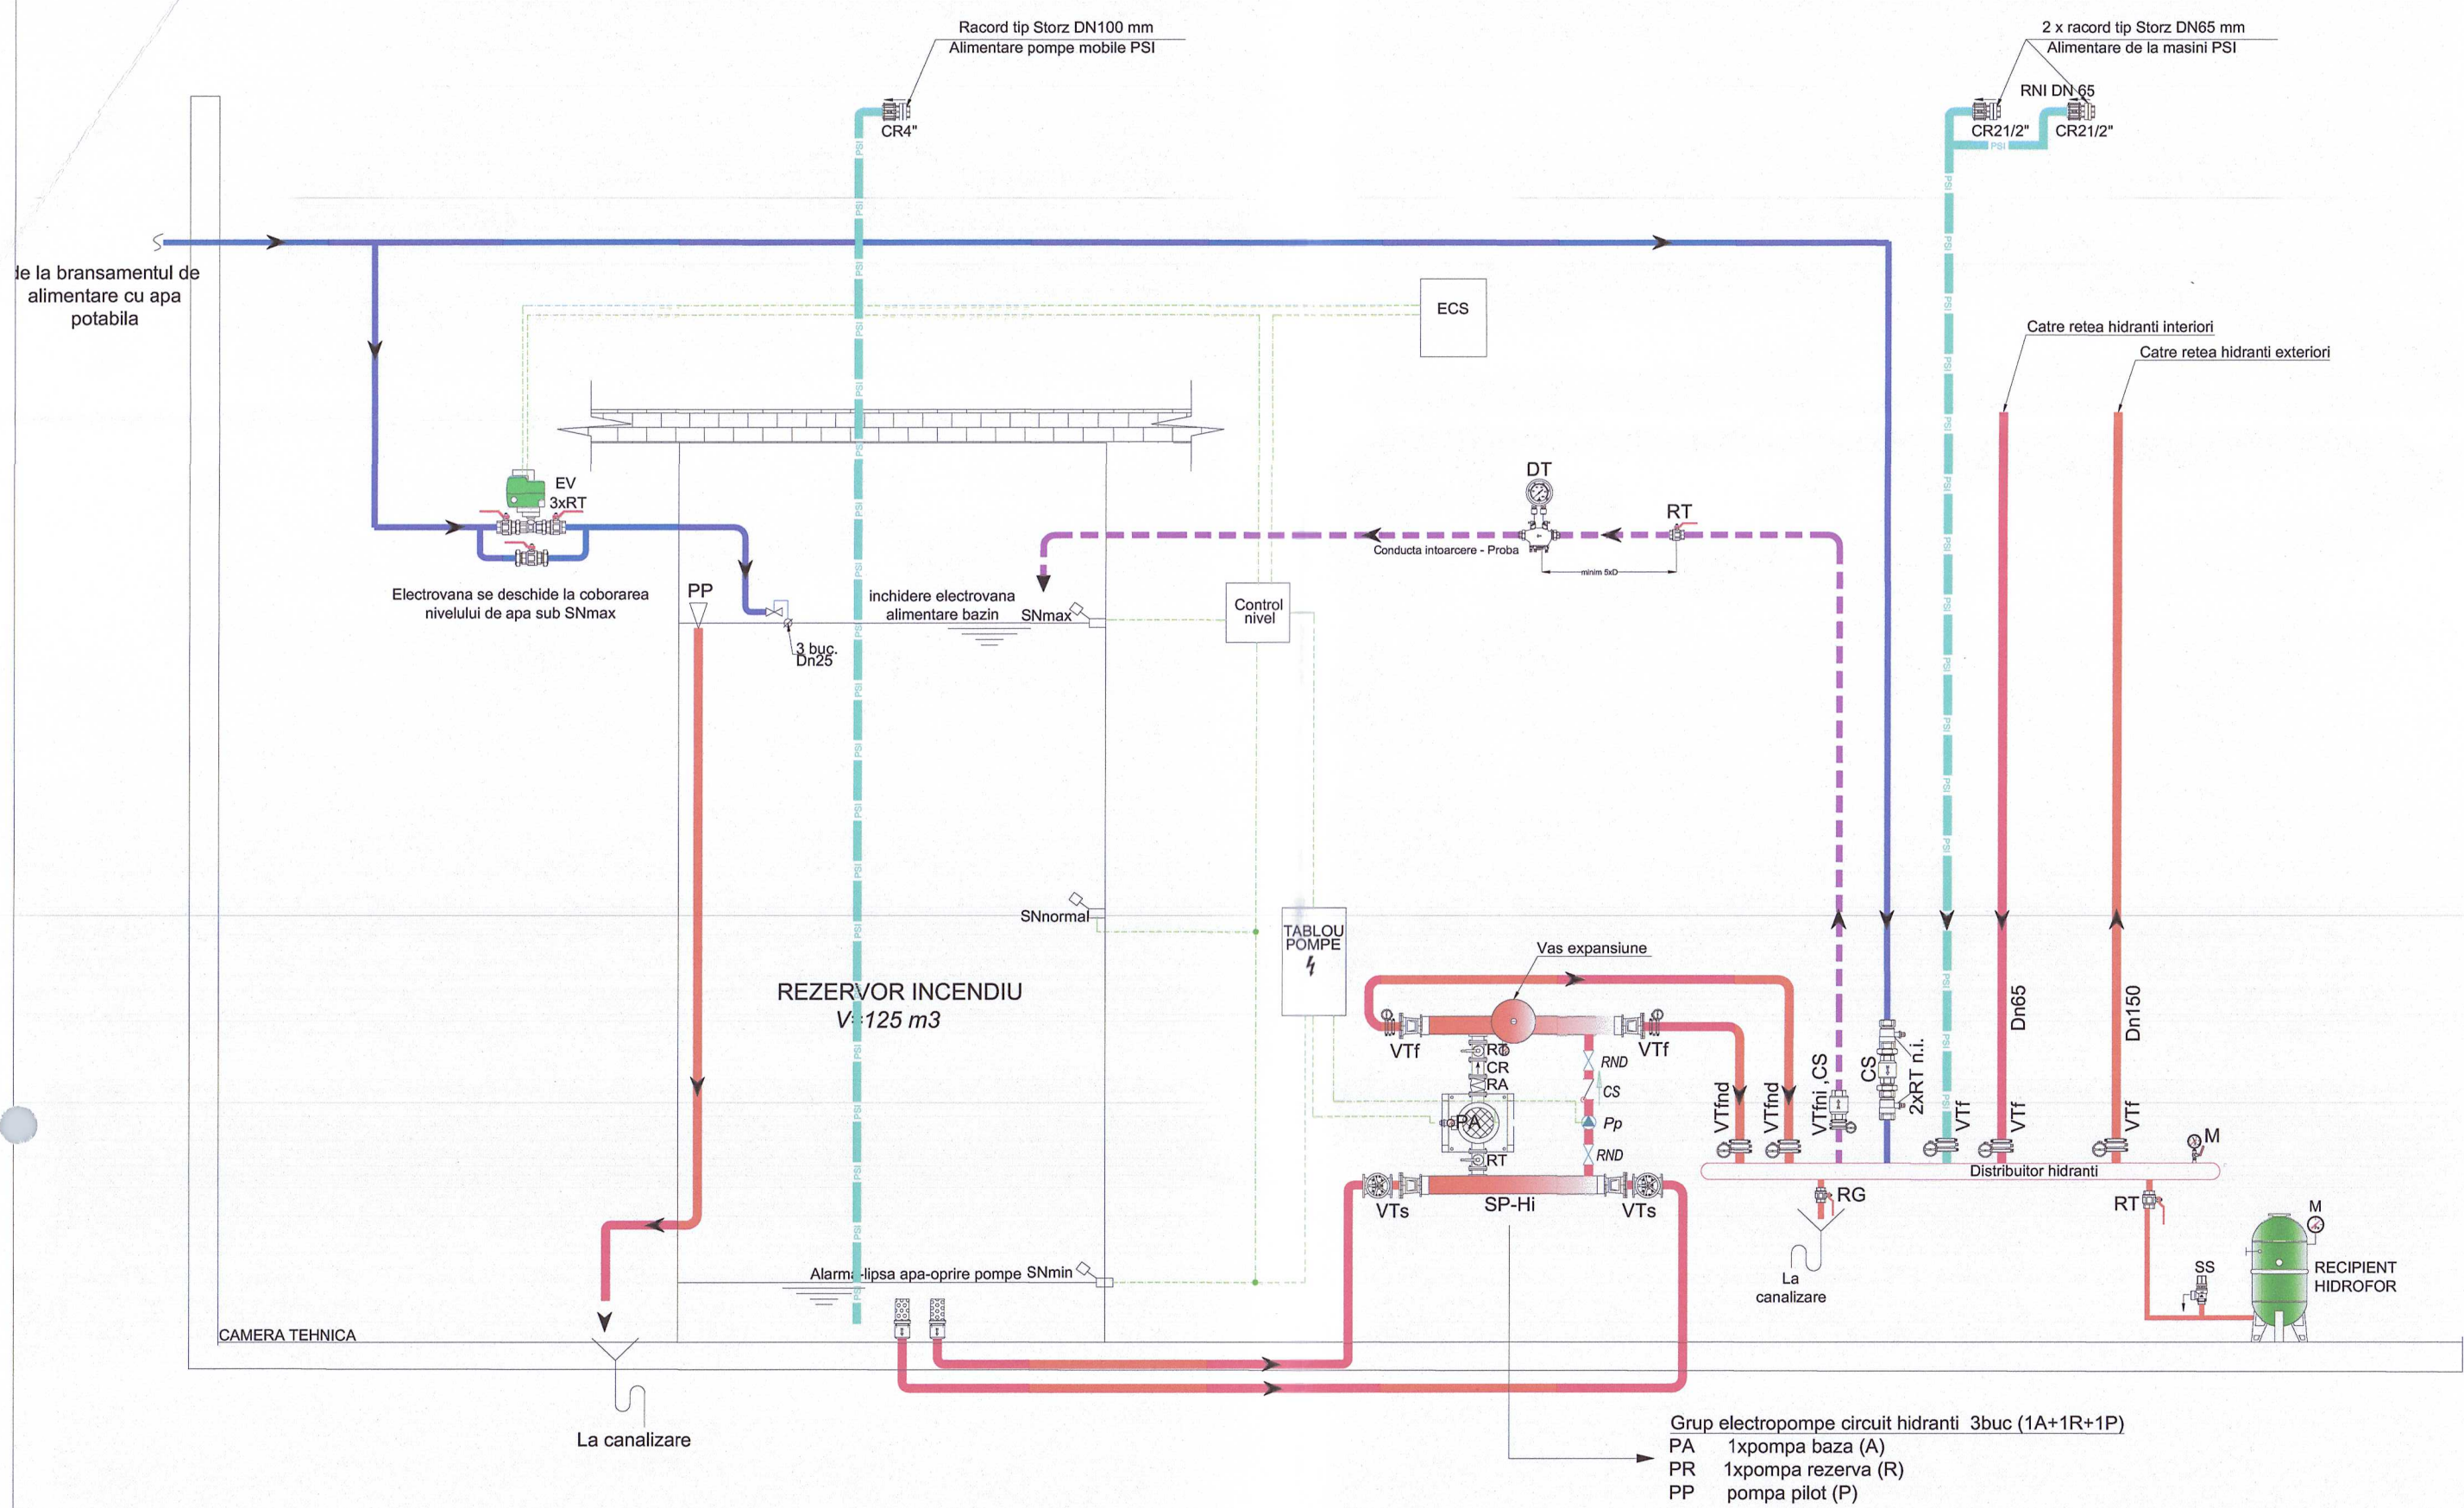 Racord tip Storz DN100 mm
Alimentare pompe mobile PSI
CR4"
2 x racord tip Storz DN65 mm
Alimentare de la masini PSI
RNI DN 65
CR21/2"
CR21/2"
PSI
de la bransamentul de
alimentare cu apa
potabila
ECS
Catre retea hidranti interiori
Catre retea hidranti exteriori
EV
3xRT
Electrovana se deschide la coborarea
nivelului de apa sub SNmax
PP
3 buc.
Dn25
inchidere electrovana
alimentare bazin
SNmax
Control
nivel
DT
RT
Conducta intoarcere - Proba
minim 5xD
SNnormal
TABLOU
POMPE
REZERVOR INCENDIU
V=125 m3
Vas expansiune
VTf
VTf
RT
CR
RA
PA
RT
RND
CS
Pp
RND
VTs
SP-Hi
VTs
VTfnd
VTfnd
VTfni ,CS
CS
2xRT n.i.
VTf
VTf
Dn65
VTf
Dn150
M
Distribuitor hidranti
RG
La
canalizare
RT
SS
M
RECIPIENT
HIDROFOR
Alarma-lipsa apa-oprire pompe SNmin
CAMERA TEHNICA
La canalizare
Grup electropompe circuit hidranti 3buc (1A+1R+1P)
PA 1xpompa baza (A)
PR 1xpompa rezerva (R)
PP pompa pilot (P)